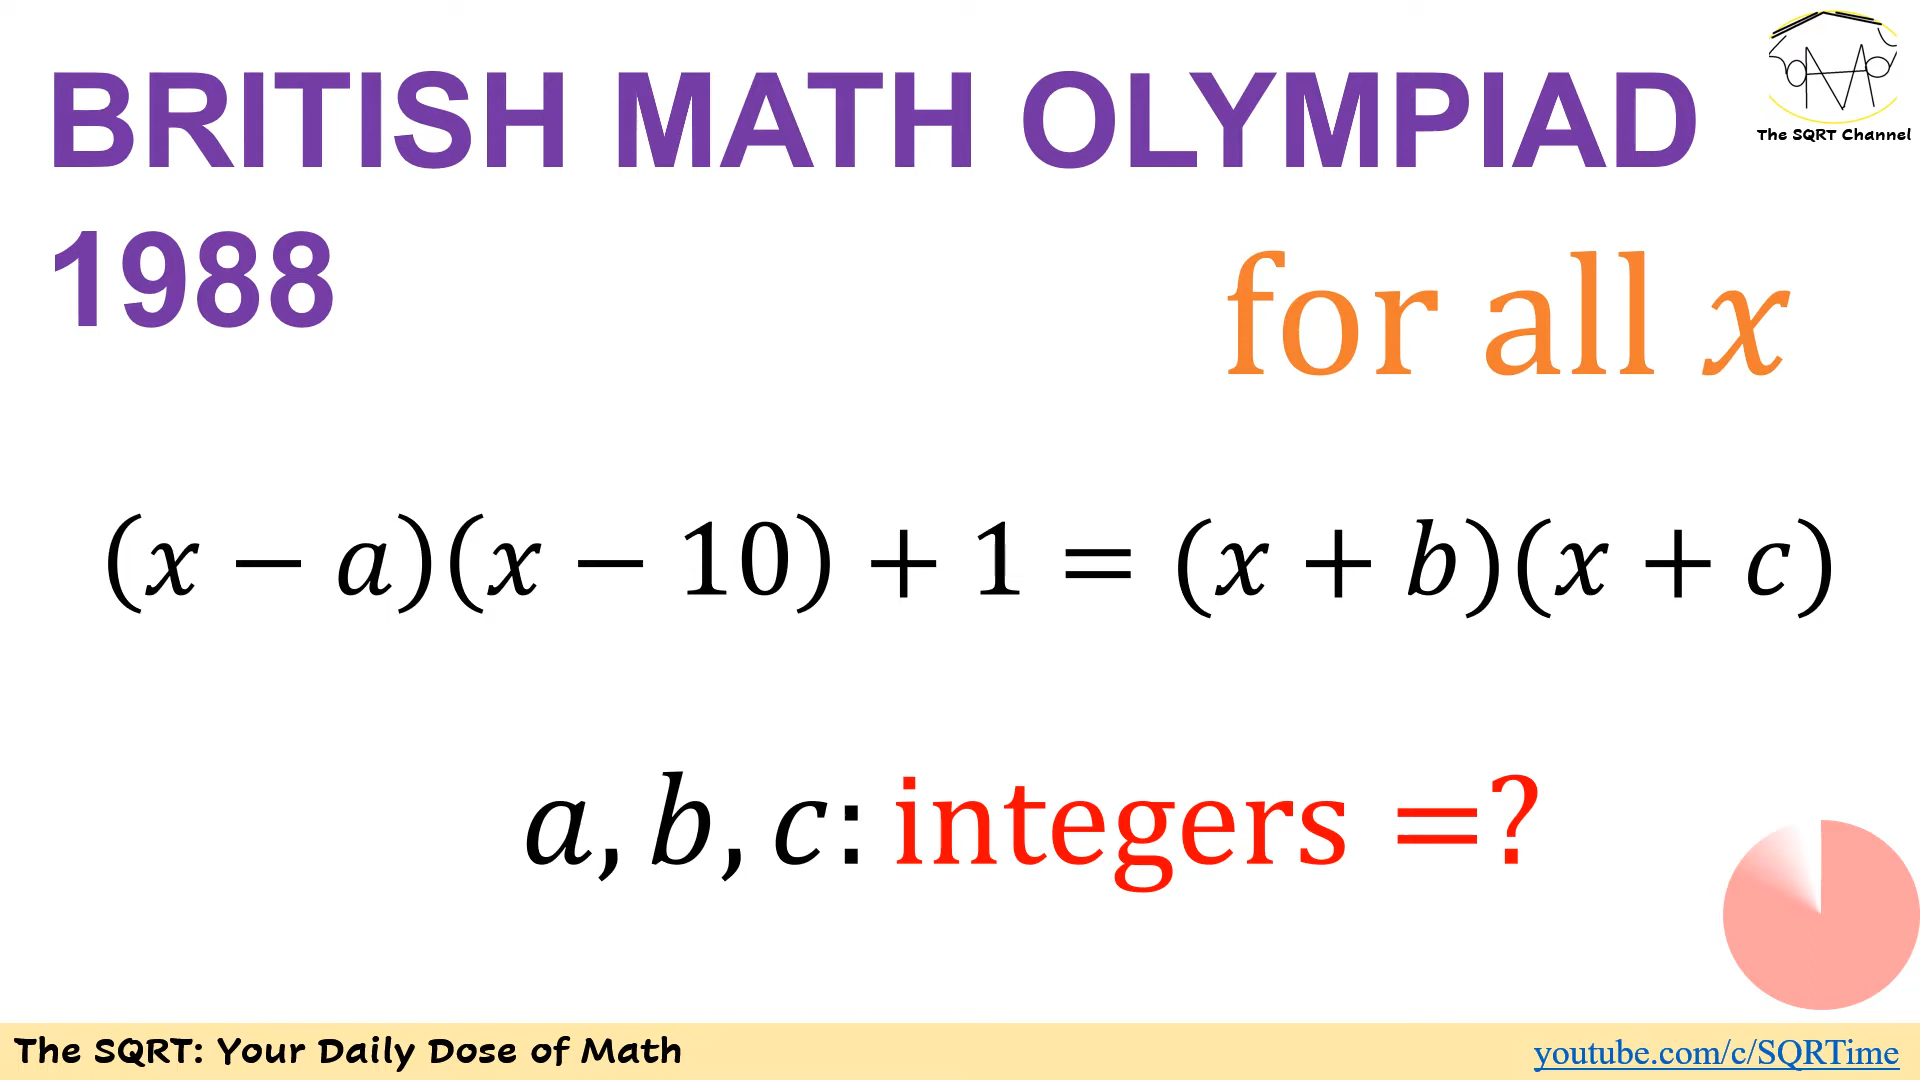 BRITISH MATH OLYMPIAD
1988
The SQRT Channel
for all x
(x − a)(x − 10) + 1 = (x + b)(x + c)
a, b, c: integers =?
The SQRT: Your Daily Dose of Math
youtube.com/c/SQRTime